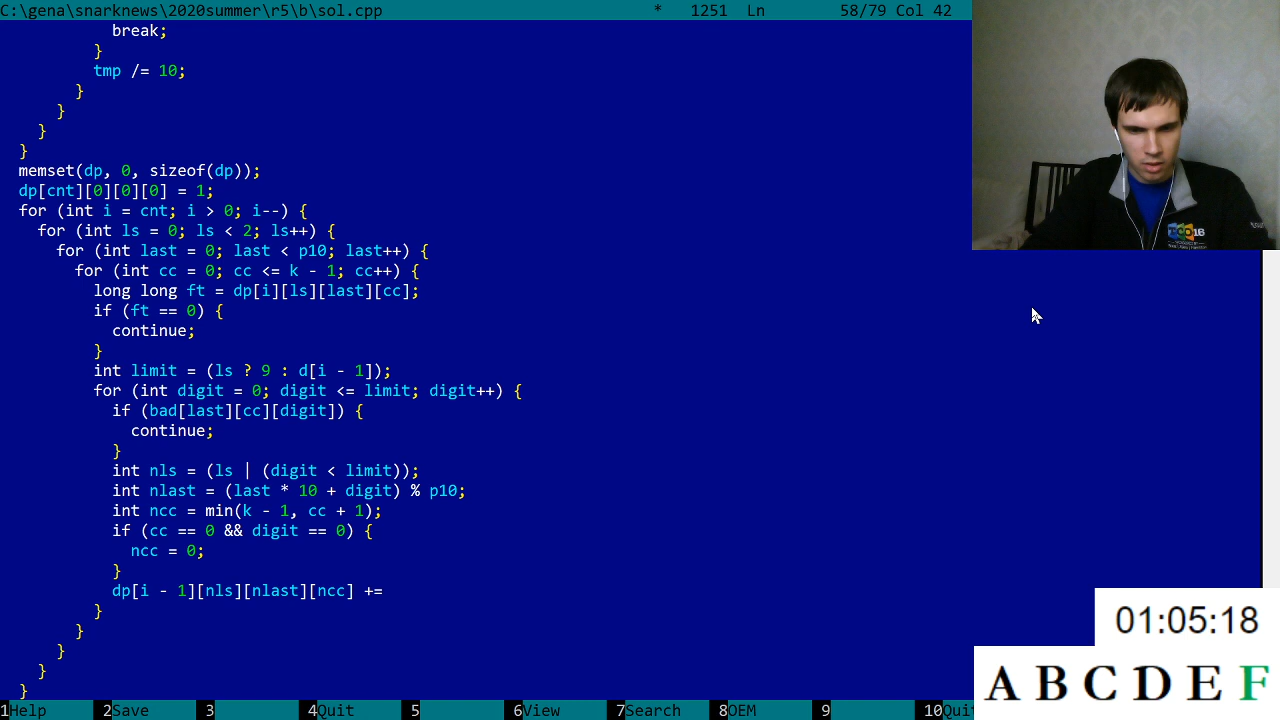 C:\gena\snarknews\2020summer\r5\b\sol.cpp * 1251 Ln 58/79 Col 42
break;
}
tmp /= 10;
}
}
}
}
memset(dp, 0, sizeof(dp));
dp[cnt][0][0][0] = 1;
for (int i = cnt; i > 0; i--) {
for (int ls = 0; ls < 2; ls++) {
for (int last = 0; last < p10; last++) {
for (int cc = 0; cc <= k - 1; cc++) {
long long ft = dp[i][ls][last][cc];
if (ft == 0) {
continue;
}
int limit = (ls ? 9 : d[i - 1]);
for (int digit = 0; digit <= limit; digit++) {
if (bad[last][cc][digit]) {
continue;
}
int nls = (ls | (digit < limit));
int nlast = (last * 10 + digit) % p10;
int ncc = min(k - 1, cc + 1);
if (cc == 0 && digit == 0) {
ncc = 0;
}
dp[i - 1][nls][nlast][ncc] +=
}
}
}
}
}
01:05:18
A B C D E F
1Help 2Save 3 4Quit 5 6View 7Search 8OEM 9 10Quit